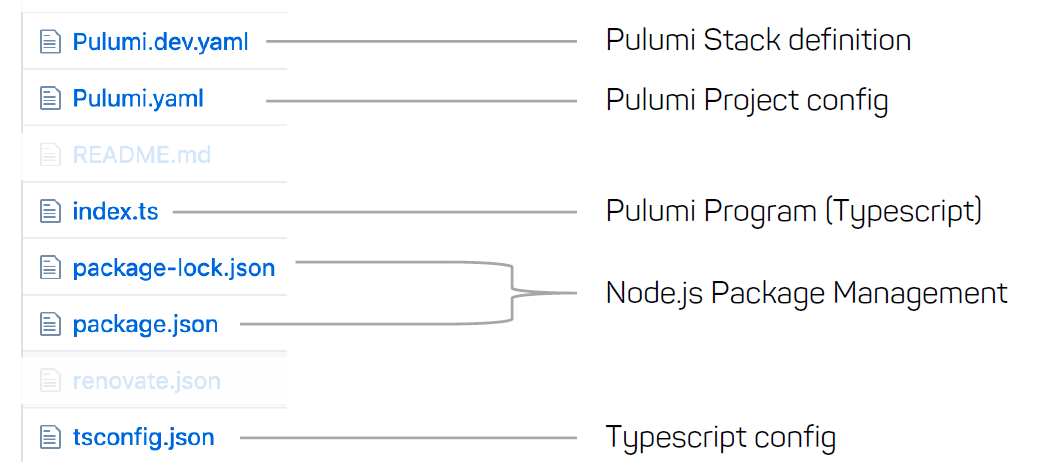 Pulumi.dev.yaml Pulumi Stack definition
Pulumi.yaml Pulumi Project config
README.md
index.ts Pulumi Program (Typescript)
package-lock.json
Node.js Package Management
package.json
renovate.json
tsconfig.json Typescript config